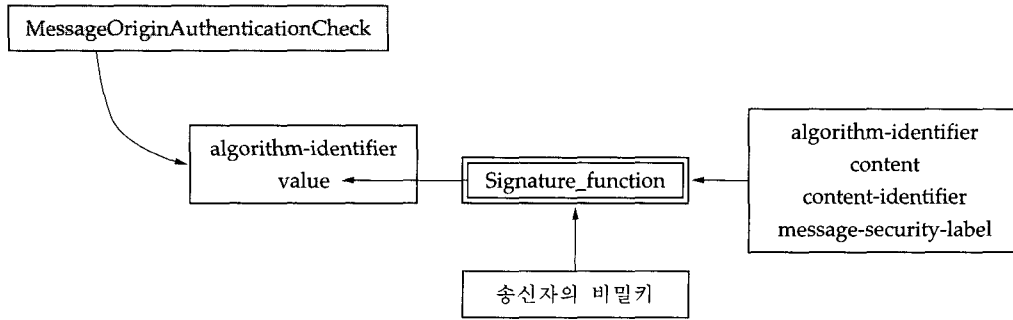 MessageOriginAuthenticationCheck
algorithm-identifier
value
Signature_function
algorithm-identifier
content
content-identifier
message-security-label
송신자의 비밀키